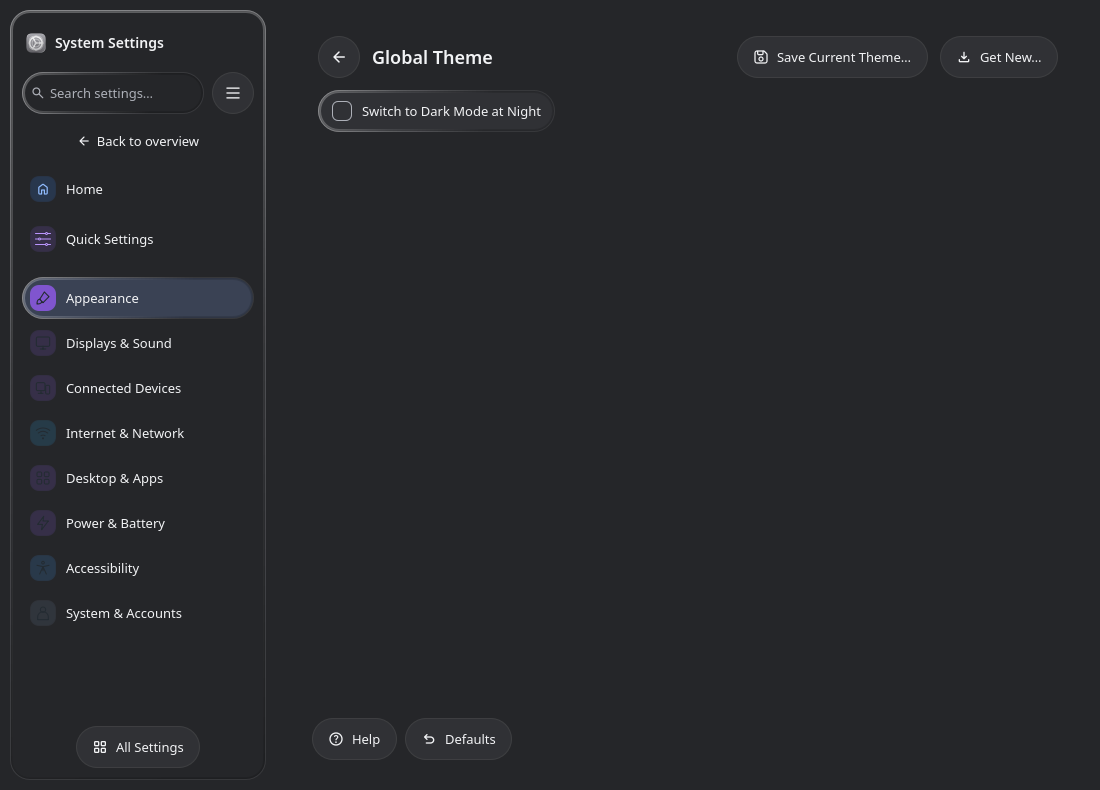 System Settings
Search settings...
Back to overview
Home
Quick Settings
Appearance
Displays & Sound
Connected Devices
Internet & Network
Desktop & Apps
Power & Battery
Accessibility
System & Accounts
All Settings
Global Theme
Save Current Theme...
Get New...
Switch to Dark Mode at Night
Help
Defaults